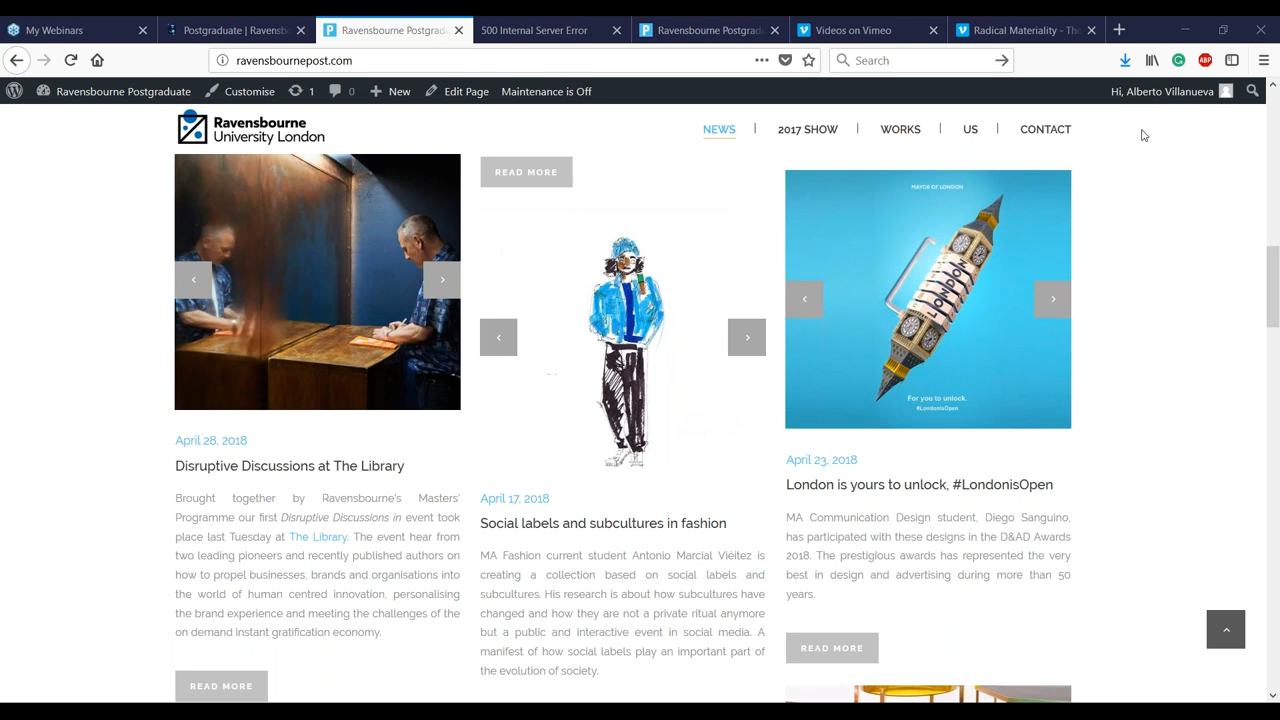 My Webinars
Postgraduate | Ravensb
Ravensbourne Postgradu
500 Internal Server Error
Ravensbourne Postgradu
Videos on Vimeo
Radical Materiality - Tho
ravensbournepost.com
Search
Ravensbourne Postgraduate
Customise
1
0
New
Edit Page
Maintenance is Off
Hi, Alberto Villanueva
Ravensbourne
University London
NEWS
2017 SHOW
WORKS
US
CONTACT
April 28, 2018
Disruptive Discussions at The Library
Brought together by Ravensbourne's Masters'
Programme our first Disruptive Discussions in event took
place last Tuesday at The Library. The event hear from
two leading pioneers and recently published authors on
how to propel businesses, brands and organisations into
the world of human centred innovation, personalising
the brand experience and meeting the challenges of the
on demand instant gratification economy.
READ MORE
READ MORE
April 17, 2018
Social labels and subcultures in fashion
MA Fashion current student Antonio Marcial Viéitez is
creating a collection based on social labels and
subcultures. His research is about how subcultures have
changed and how they are not a private ritual anymore
but a public and interactive event in social media. A
manifest of how social labels play an important part of
the evolution of society.
MAYOR OF LONDON
LONDON
For you to unlock.
#LondonIsOpen
April 23, 2018
London is yours to unlock, #LondonisOpen
MA Communication Design student, Diego Sanguino,
has participated with these designs in the D&AD Awards
2018. The prestigious awards has represented the very
best in design and advertising during more than 50
years.
READ MORE